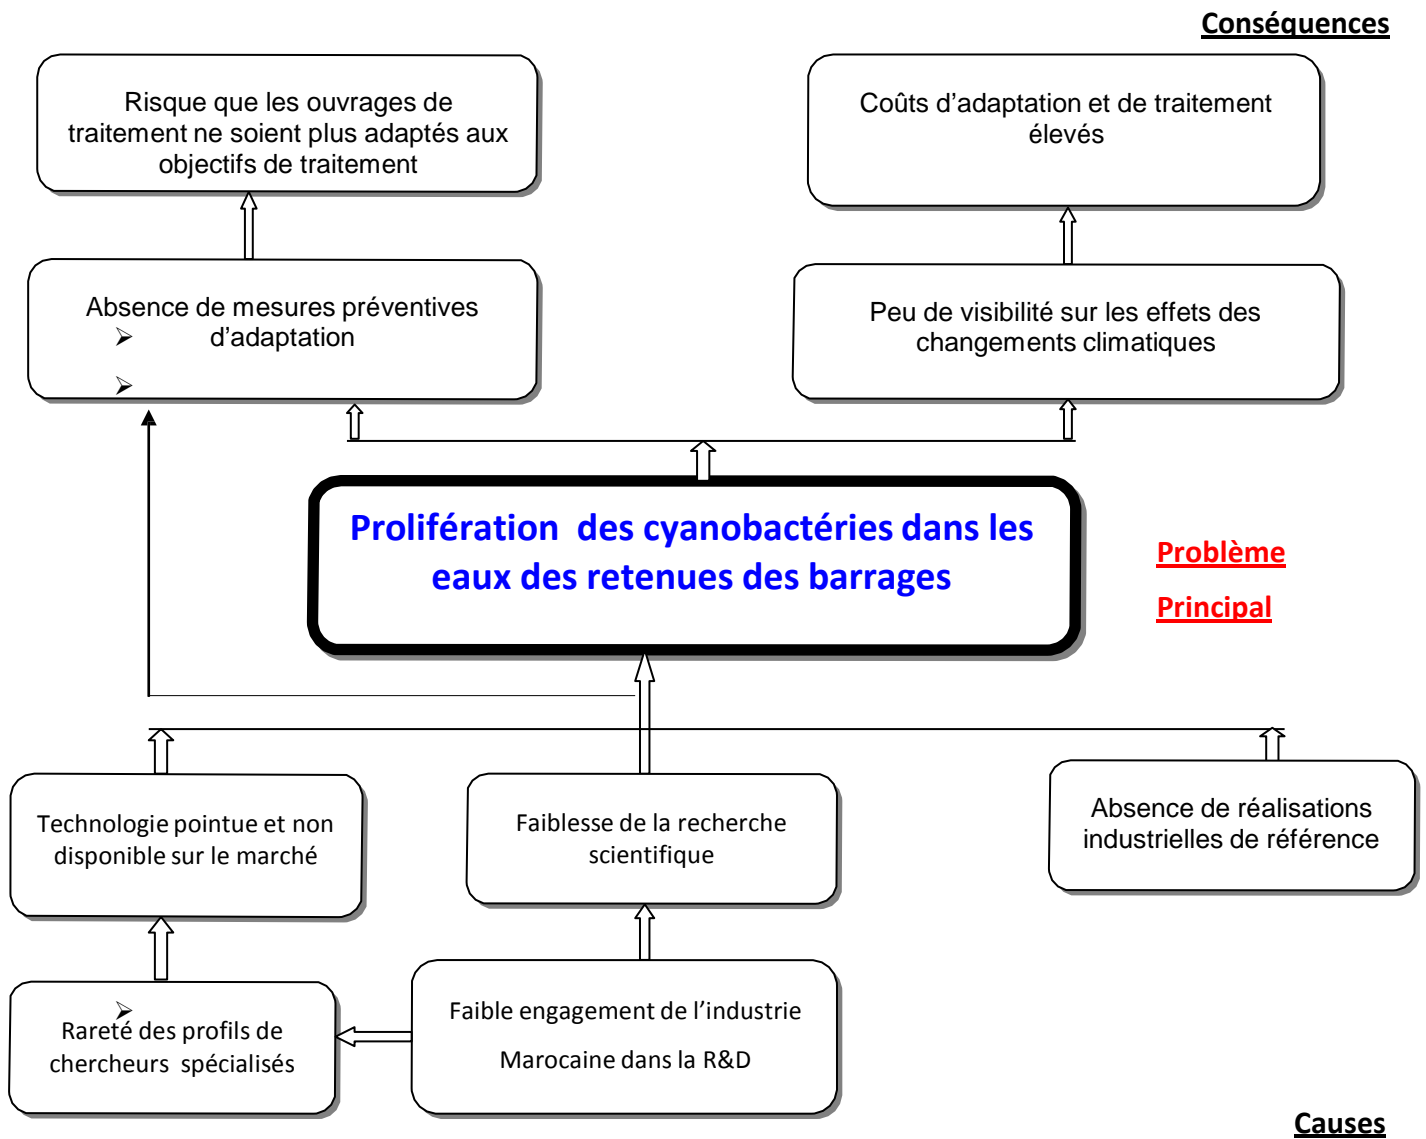 Conséquences
Risque que les ouvrages de
traitement ne soient plus adaptés aux
objectifs de traitement
Coûts d’adaptation et de traitement
élevés
Absence de mesures préventives
➢ d’adaptation
➢
Peu de visibilité sur les effets des
changements climatiques
Prolifération des cyanobactéries dans les
eaux des retenues des barrages
Problème
Principal
Technologie pointue et non
disponible sur le marché
Faiblesse de la recherche
scientifique
Absence de réalisations
industrielles de référence
➢
Rareté des profils de
chercheurs spécialisés
Faible engagement de l’industrie
Marocaine dans la R&D
Causes